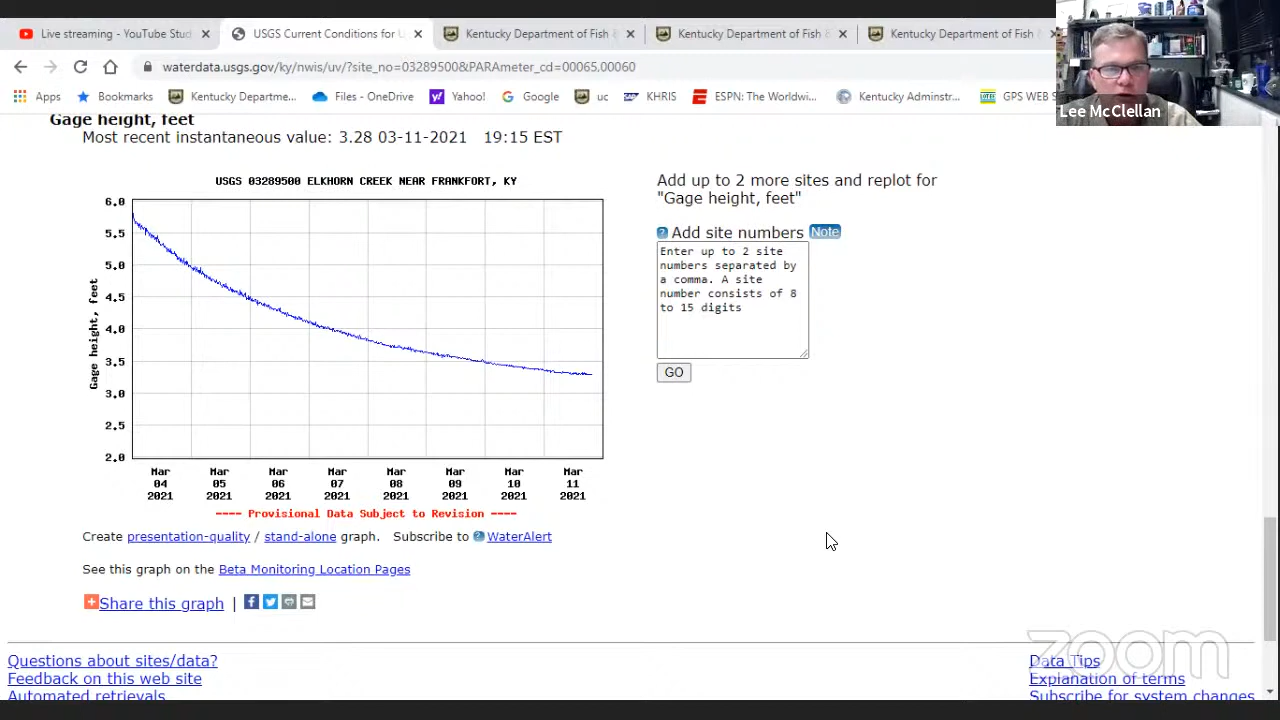 Live streaming - YouTube Stud
USGS Current Conditions for U
Kentucky Department of Fish &
Kentucky Department of Fish &
Kentucky Department of Fish &
waterdata.usgs.gov/ky/nwis/uv/?site_no=03289500&PARAmeter_cd=00065,00060
Apps
Bookmarks
Kentucky Departme...
Files - OneDrive
Yahoo!
Google
uc
KHRIS
ESPN: The Worldwi...
Kentucky Adminstr...
GPS WEB S
Lee McClellan
Gage height, feet
Most recent instantaneous value: 3.28 03-11-2021 19:15 EST
USGS 03289500 ELKHORN CREEK NEAR FRANKFORT, KY
Gage height, feet
6.0
5.5
5.0
4.5
4.0
3.5
3.0
2.5
2.0
Mar 04 2021
Mar 05 2021
Mar 06 2021
Mar 07 2021
Mar 08 2021
Mar 09 2021
Mar 10 2021
Mar 11 2021
---- Provisional Data Subject to Revision ----
Add up to 2 more sites and replot for
"Gage height, feet"
? Add site numbers Note
Enter up to 2 site
numbers separated by
a comma. A site
number consists of 8
to 15 digits
GO
Create presentation-quality / stand-alone graph. Subscribe to ? WaterAlert
See this graph on the Beta Monitoring Location Pages
Share this graph |
zoom
Questions about sites/data?
Feedback on this web site
Automated retrievals
Data Tips
Explanation of terms
Subscribe for system changes